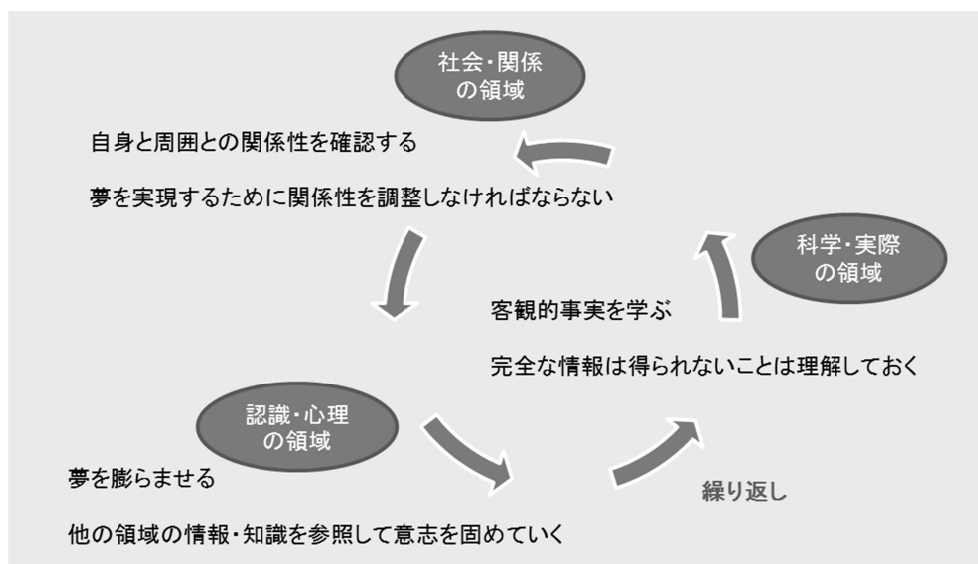 社会・関係
の領域
自身と周囲との関係性を確認する
夢を実現するために関係性を調整しなければならない
科学・実際
の領域
客観的事実を学ぶ
完全な情報は得られないことは理解しておく
認識・心理
の領域
夢を膨らませる
他の領域の情報・知識を参照して意志を固めていく
繰り返し